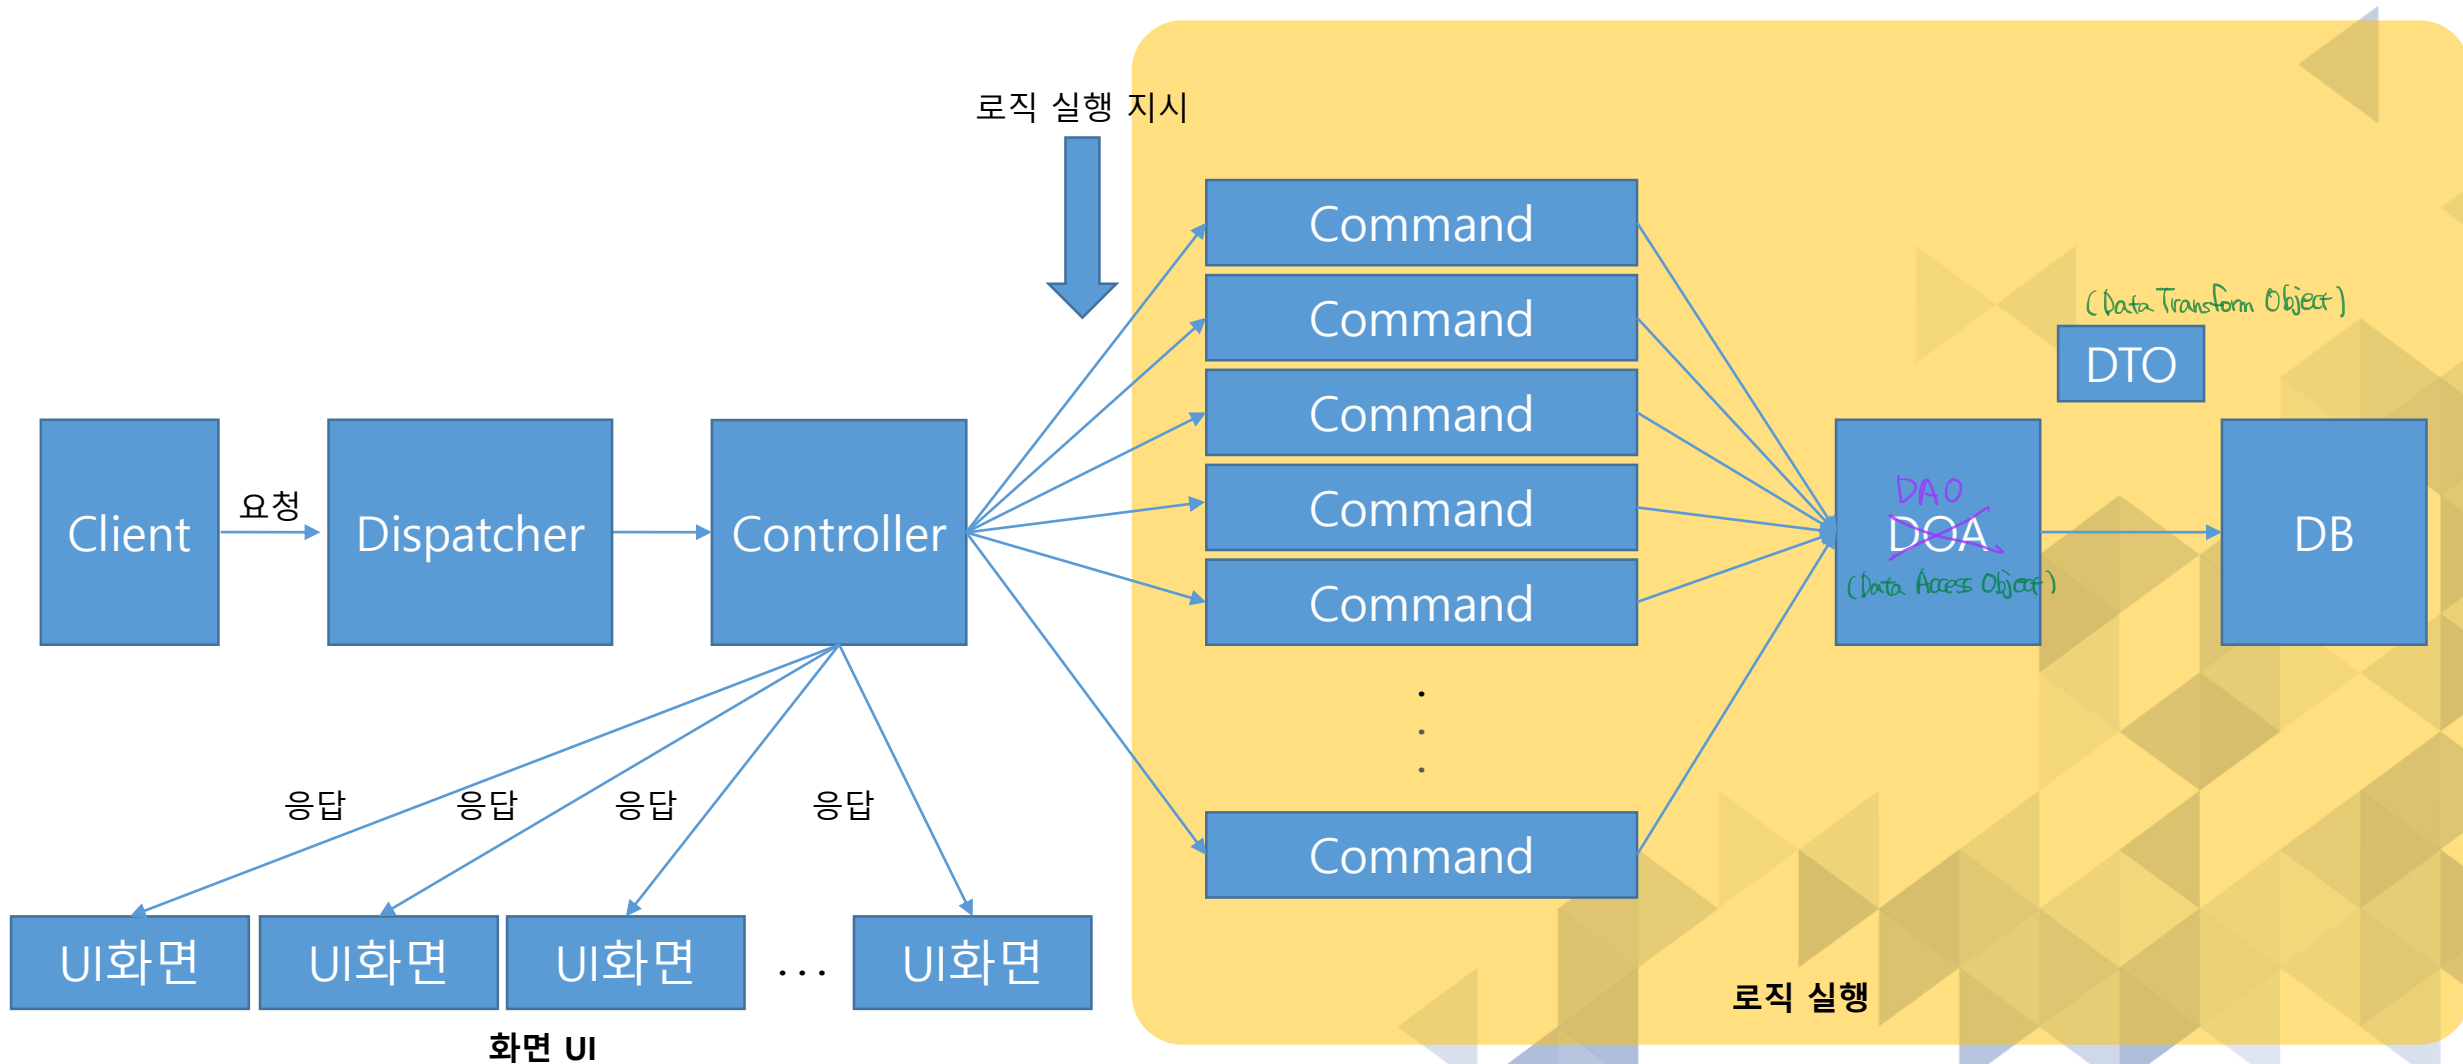 로직 실행 지시
Command
Command
Command
Command
Command
.
.
.
Command
(Data Transform Object)
DTO
Client
요청
Dispatcher
Controller
DAO
DOA
(Data Access Object)
DB
응답
응답
응답
응답
UI화면
UI화면
UI화면
...
UI화면
화면 UI
로직 실행